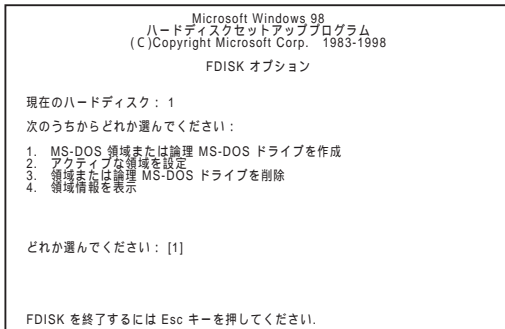 Microsoft Windows 98
ハードディスクセットアッププログラム
(C)Copyright Microsoft Corp. 1983-1998
FDISK オプション
現在のハードディスク: 1
次のうちからどれか選んでください:
1. MS-DOS 領域または論理 MS-DOS ドライブを作成
2. アクティブな領域を設定
3. 領域または論理 MS-DOS ドライブを削除
4. 領域情報を表示
どれか選んでください: [1]
FDISK を終了するには Esc キーを押してください.